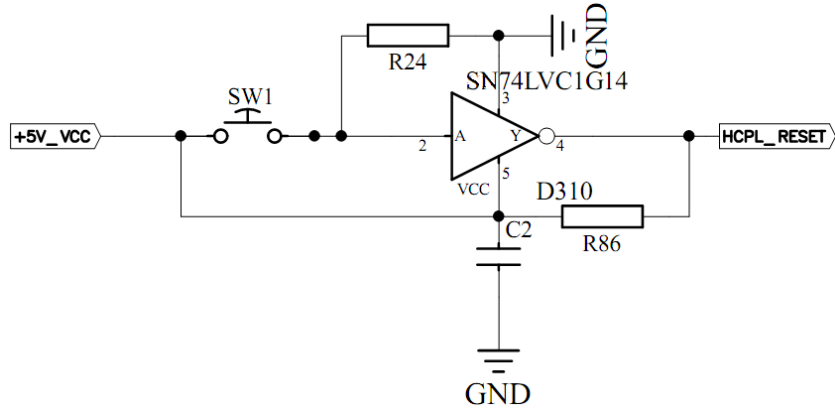 GND
R24
SN74LVC1G14
SW1
3
+5V_VCC
2
A
Y
4
HCPL_RESET
5
VCC
D310
C2
R86
GND